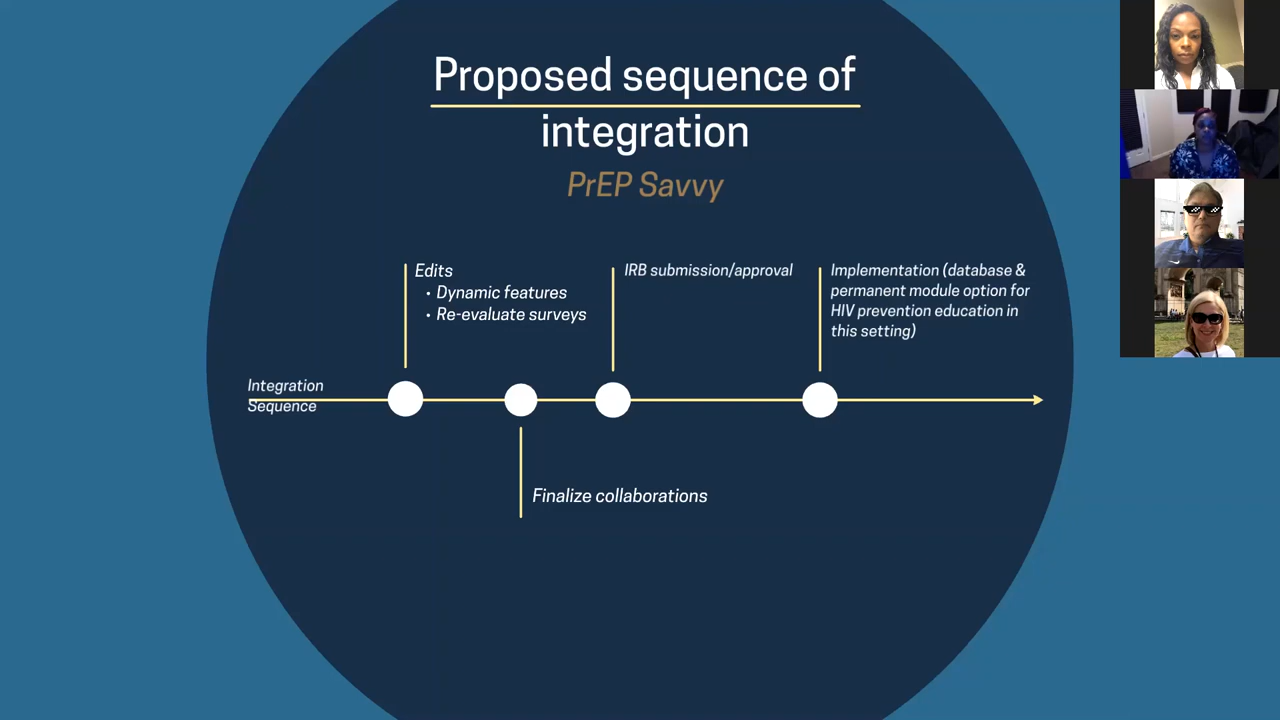 Proposed sequence of
integration
PrEP Savvy
Edits
• Dynamic features
• Re-evaluate surveys
IRB submission/approval
Implementation (database &
permanent module option for
HIV prevention education in
this setting)
Integration
Sequence
Finalize collaborations